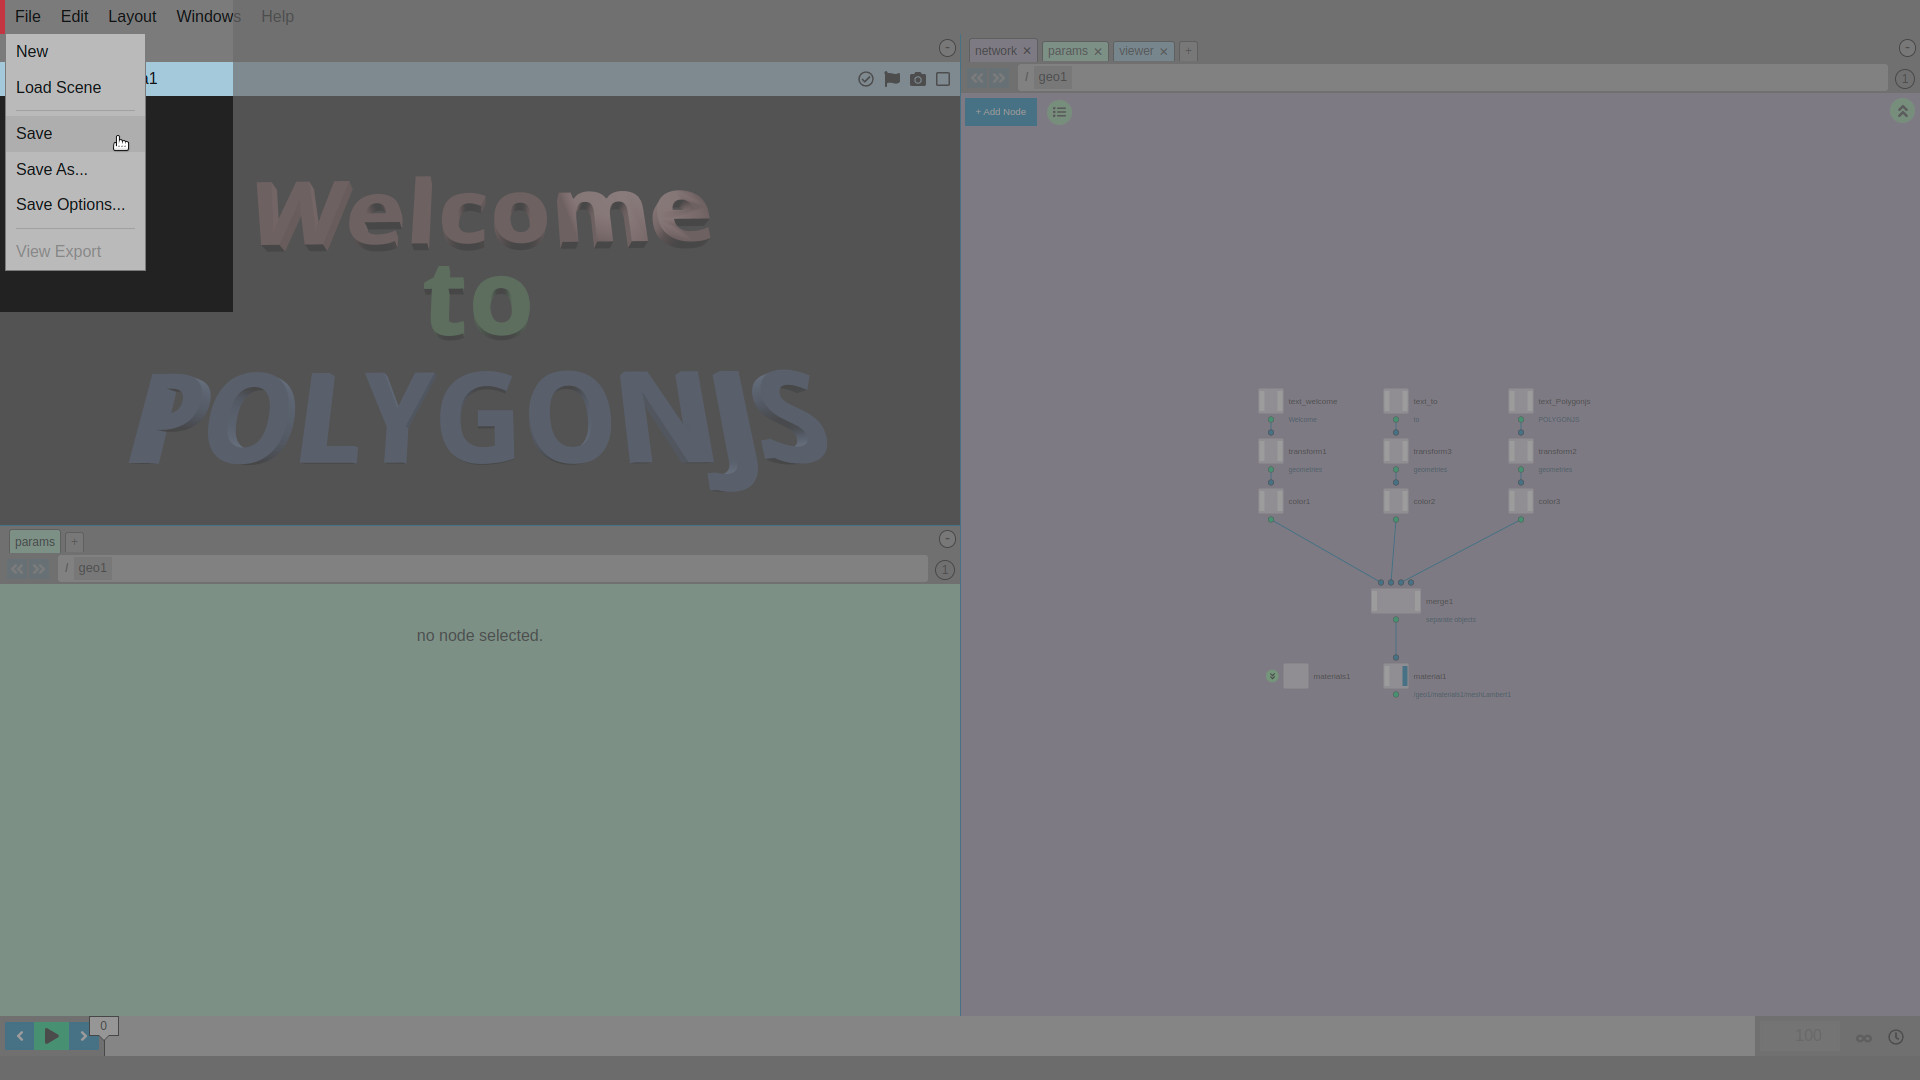 File Edit Layout Windows Help
New
Load Scene
Save
Save As...
Save Options...
View Export
a1
Welcome
to
POLYGONJS
params +
/ geo1 1
no node selected.
network params viewer +
/ geo1 1
+ Add Node
text_welcome text_to text_Polygonjs
Welcome to POLYGONJS
transform1 transform3 transform2
geometries geometries geometries
color1 color2 color3
merge1
separate objects
materials1 material1
/geo1/materials1/meshLambert1
0
100